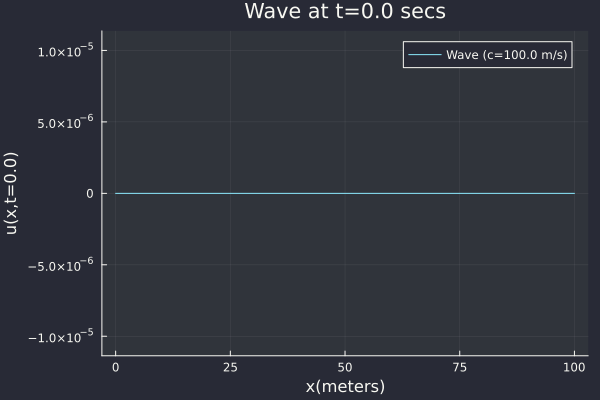 Wave at t=0.0 secs
Wave (c=100.0 m/s)
u(x,t=0.0)
1.0×10⁻⁵
5.0×10⁻⁶
0
−5.0×10⁻⁶
−1.0×10⁻⁵
0 25 50 75 100
x(meters)